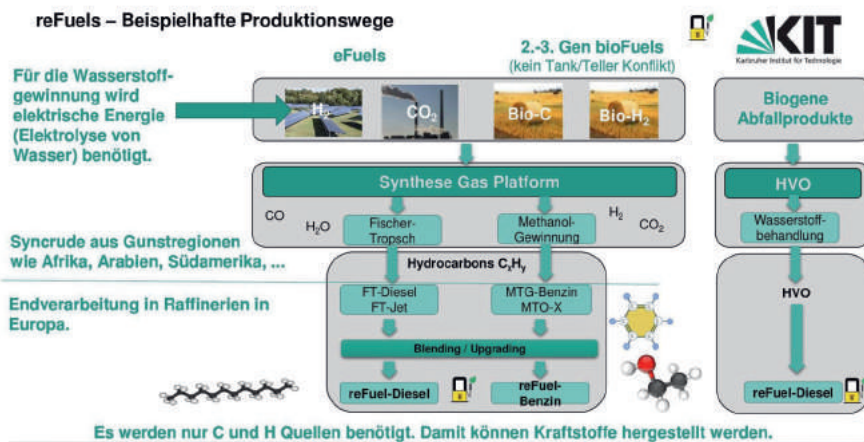 reFuels – Beispielhafte Produktionswege
KIT
Karlsruher Institut für Technologie
eFuels
2.-3. Gen bioFuels
(kein Tank/Teller Konflikt)
Für die Wasserstoff-
gewinnung wird
elektrische Energie
(Elektrolyse von
Wasser) benötigt.
H2
CO2
Bio-C
Bio-H2
Biogene
Abfallprodukte
Synthese Gas Platform
HVO
CO
H2O
Fischer-
Tropsch
Methanol-
Gewinnung
H2
CO2
Wasserstoff-
behandlung
Syncrude aus Gunstregionen
wie Afrika, Arabien, Südamerika, ...
Hydrocarbons CxHy
Endverarbeitung in Raffinerien in
Europa.
FT-Diesel
FT-Jet
MTG-Benzin
MTO-X
HVO
Blending / Upgrading
reFuel-Diesel
reFuel-
Benzin
reFuel-Diesel
Es werden nur C und H Quellen benötigt. Damit können Kraftstoffe hergestellt werden.